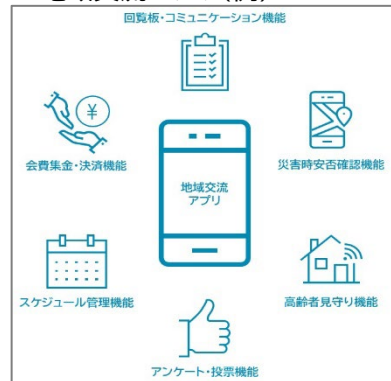 回覧板・コミュニケーション機能
¥
会費集金・決済機能
災害時安否確認機能
地域交流
アプリ
スケジュール管理機能
高齢者見守り機能
アンケート・投票機能